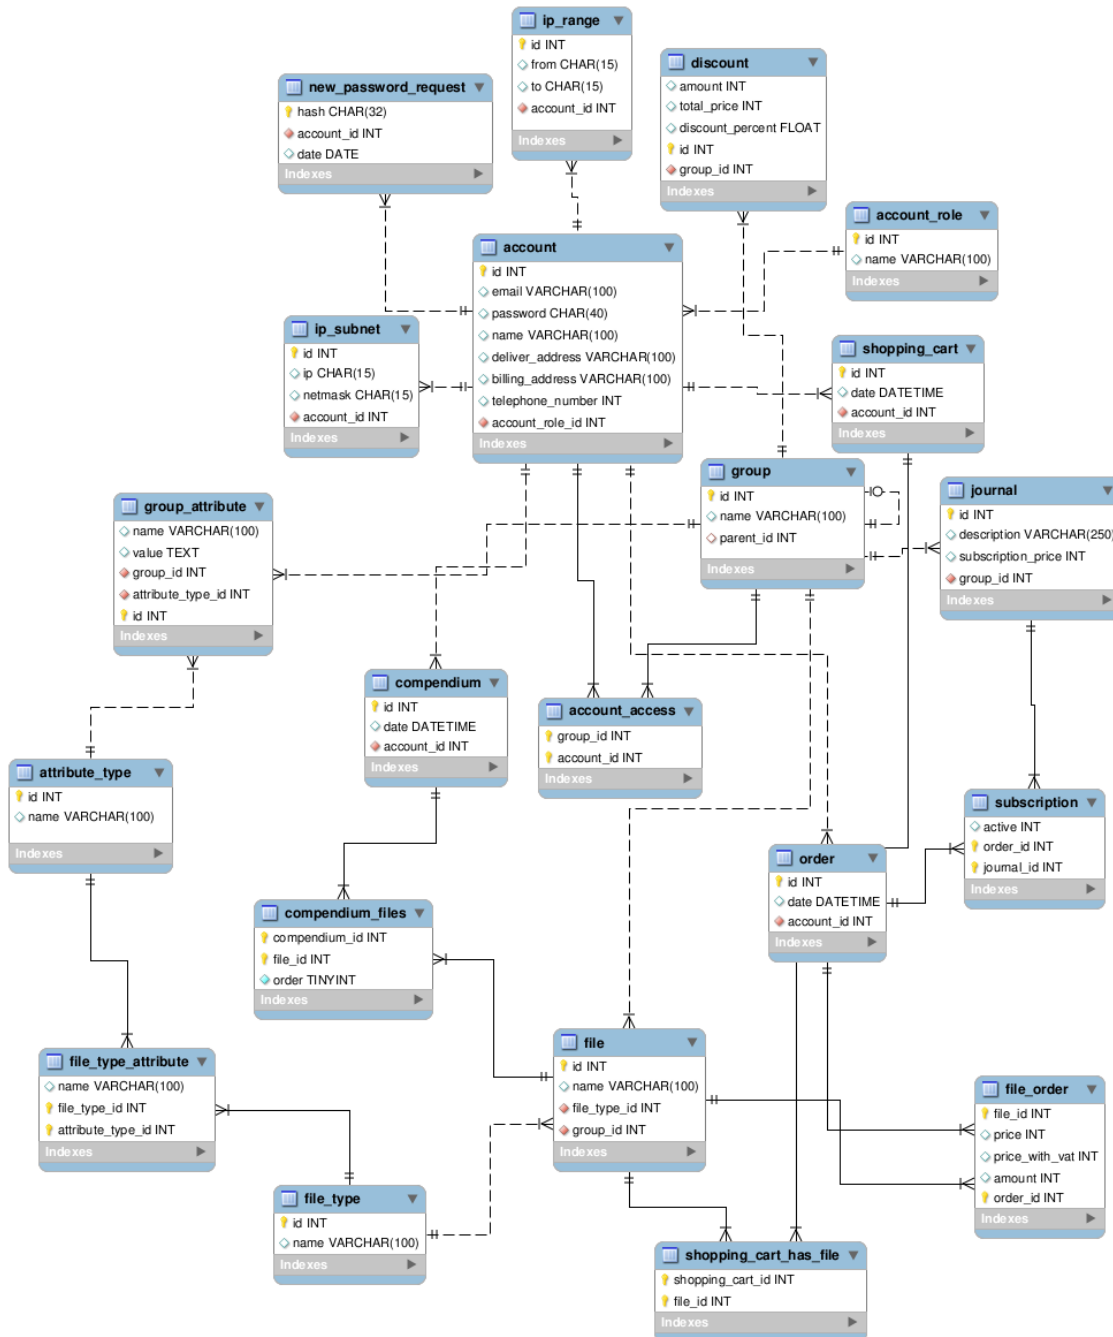 ip_range
id INT
from CHAR(15)
to CHAR(15)
account_id INT
Indexes
discount
amount INT
total_price INT
discount_percent FLOAT
id INT
group_id INT
Indexes
new_password_request
hash CHAR(32)
account_id INT
date DATE
Indexes
account_role
id INT
name VARCHAR(100)
Indexes
account
id INT
email VARCHAR(100)
password CHAR(40)
name VARCHAR(100)
deliver_address VARCHAR(100)
billing_address VARCHAR(100)
telephone_number INT
account_role_id INT
Indexes
ip_subnet
id INT
ip CHAR(15)
netmask CHAR(15)
account_id INT
Indexes
shopping_cart
id INT
date DATETIME
account_id INT
Indexes
group
id INT
name VARCHAR(100)
parent_id INT
Indexes
journal
id INT
description VARCHAR(250)
subscription_price INT
group_id INT
Indexes
group_attribute
name VARCHAR(100)
value TEXT
group_id INT
attribute_type_id INT
id INT
Indexes
compendium
id INT
date DATETIME
account_id INT
Indexes
account_access
group_id INT
account_id INT
Indexes
attribute_type
id INT
name VARCHAR(100)
Indexes
subscription
active INT
order_id INT
journal_id INT
Indexes
order
id INT
date DATETIME
account_id INT
Indexes
compendium_files
compendium_id INT
file_id INT
order TINYINT
Indexes
file
id INT
name VARCHAR(100)
file_type_id INT
group_id INT
Indexes
file_type_attribute
name VARCHAR(100)
file_type_id INT
attribute_type_id INT
Indexes
file_order
file_id INT
price INT
price_with_vat INT
amount INT
order_id INT
Indexes
file_type
id INT
name VARCHAR(100)
Indexes
shopping_cart_has_file
shopping_cart_id INT
file_id INT
Indexes